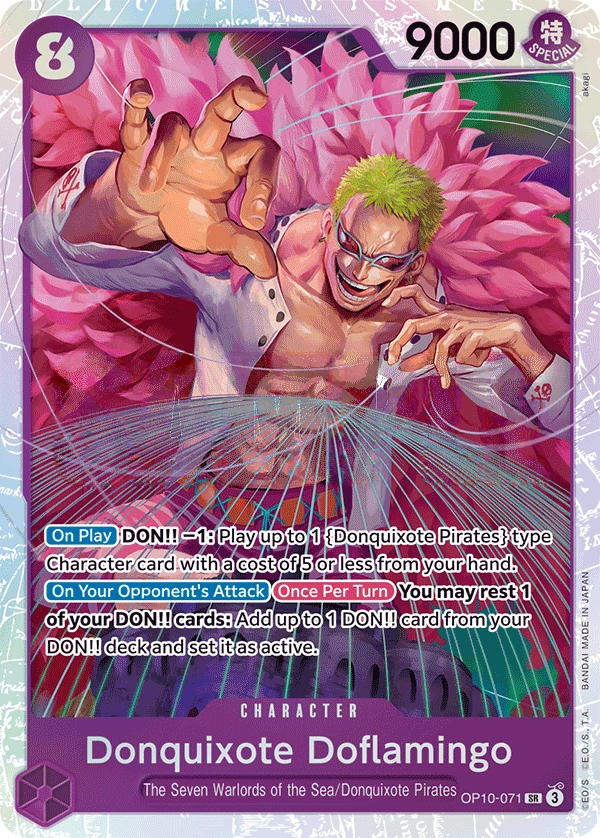 8
9000
特
SPECIAL
akagi
On Play DON!! −1: Play up to 1 {Donquixote Pirates} type
Character card with a cost of 5 or less from your hand.
On Your Opponent's Attack Once Per Turn You may rest 1
of your DON!! cards: Add up to 1 DON!! card from your
DON!! deck and set it as active.
CHARACTER
Donquixote Doflamingo
The Seven Warlords of the Sea/Donquixote Pirates
OP10-071 SR 3
©EO/S ©E.O./S, T.A. BANDAI MADE IN JAPAN